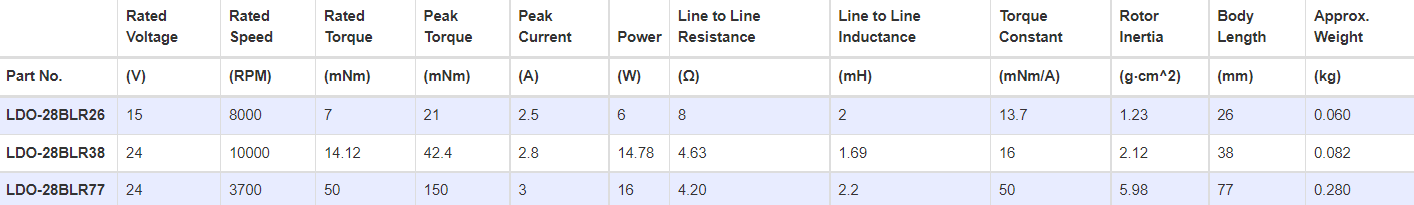 Rated Voltage Rated Speed Rated Torque Peak Torque Peak Current Power Line to Line Resistance Line to Line Inductance Torque Constant Rotor Inertia Body Length Approx. Weight
Part No. (V) (RPM) (mNm) (mNm) (A) (W) (Ω) (mH) (mNm/A) (g·cm^2) (mm) (kg)
LDO-28BLR26 15 8000 7 21 2.5 6 8 2 13.7 1.23 26 0.060
LDO-28BLR38 24 10000 14.12 42.4 2.8 14.78 4.63 1.69 16 2.12 38 0.082
LDO-28BLR77 24 3700 50 150 3 16 4.20 2.2 50 5.98 77 0.280